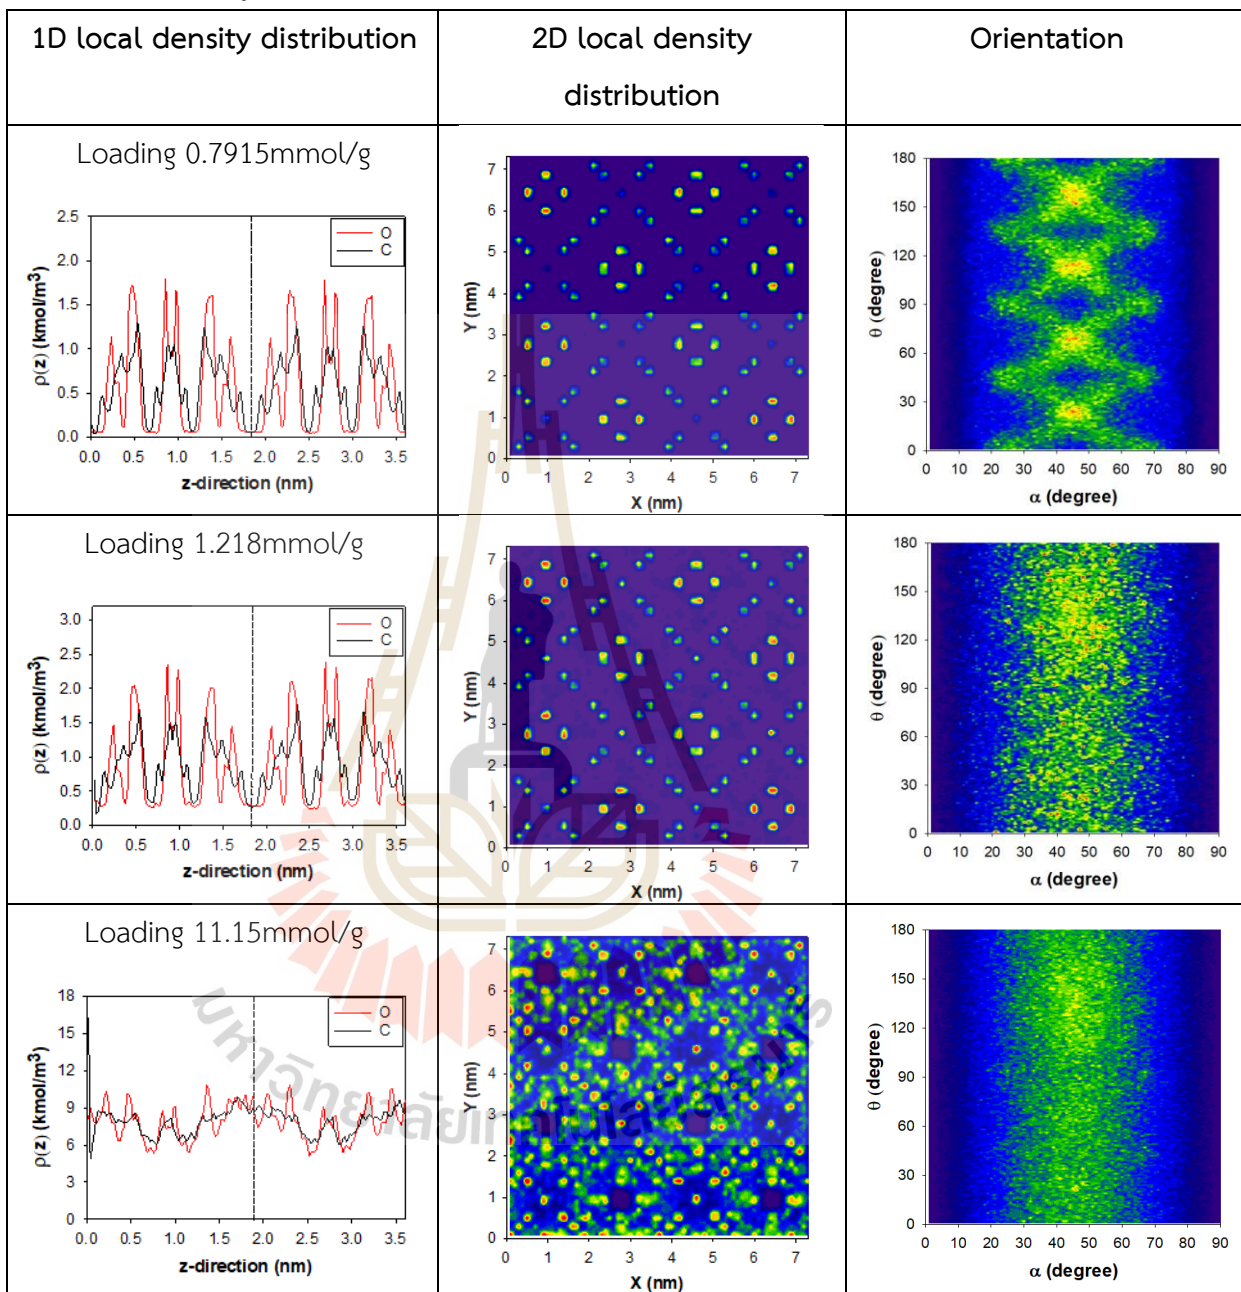 1D local density distribution
2D local density
distribution
Orientation
Loading 0.7915mmol/g
2.5
2.0
1.5
1.0
0.5
0.0
ρ(z) (kmol/m³)
O
C
0.0 0.5 1.0 1.5 2.0 2.5 3.0 3.5
z-direction (nm)
7
6
5
4
3
2
1
0
Y (nm)
0 1 2 3 4 5 6 7
X (nm)
180
150
120
90
60
30
0
θ (degree)
0 10 20 30 40 50 60 70 80 90
α (degree)
Loading 1.218mmol/g
3.0
2.5
2.0
1.5
1.0
0.5
0.0
ρ(z) (kmol/m³)
O
C
0.0 0.5 1.0 1.5 2.0 2.5 3.0 3.5
z-direction (nm)
7
6
5
4
3
2
1
0
Y (nm)
0 1 2 3 4 5 6 7
X (nm)
180
150
120
90
60
30
0
θ (degree)
0 10 20 30 40 50 60 70 80 90
α (degree)
Loading 11.15mmol/g
18
15
12
9
6
3
0
ρ(z) (kmol/m³)
O
C
0.0 0.5 1.0 1.5 2.0 2.5 3.0 3.5
z-direction (nm)
7
6
5
4
3
2
1
0
Y (nm)
0 1 2 3 4 5 6 7
X (nm)
180
150
120
90
60
30
0
θ (degree)
0 10 20 30 40 50 60 70 80 90
α (degree)